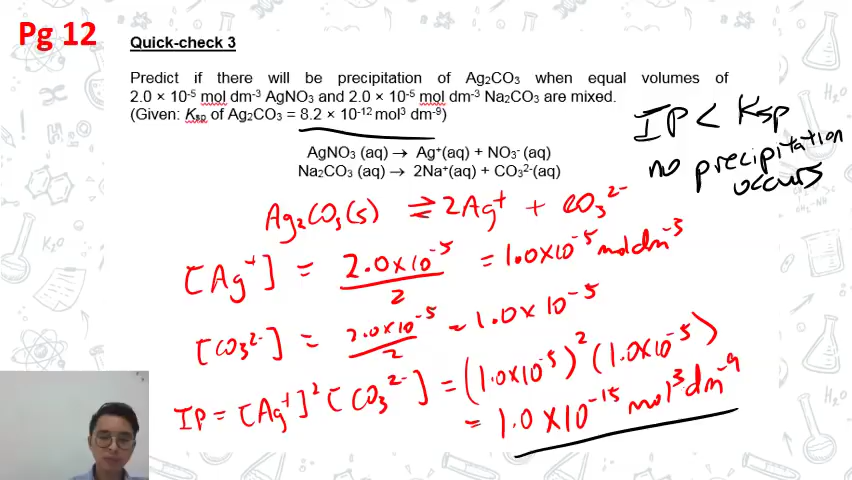 Pg 12
Quick-check 3
Predict if there will be precipitation of Ag₂CO₃ when equal volumes of
2.0 × 10⁻⁵ mol dm⁻³ AgNO₃ and 2.0 × 10⁻⁵ mol dm⁻³ Na₂CO₃ are mixed.
(Given: Ksp of Ag₂CO₃ = 8.2 × 10⁻¹² mol³ dm⁻⁹)
IP < Ksp
no precipitation
occurs
AgNO₃ (aq) → Ag⁺(aq) + NO₃⁻ (aq)
Na₂CO₃ (aq) → 2Na⁺(aq) + CO₃²⁻(aq)
Ag₂CO₃(s) ⇌ 2Ag⁺ + CO₃²⁻
[Ag⁺] = 2.0×10⁻⁵/2 = 1.0×10⁻⁵ mol dm⁻³
[CO₃²⁻] = 2.0×10⁻⁵/2 = 1.0×10⁻⁵
IP = [Ag⁺]² [CO₃²⁻] = (1.0×10⁻⁵)² (1.0×10⁻⁵)
= 1.0×10⁻¹⁵ mol³ dm⁻⁹